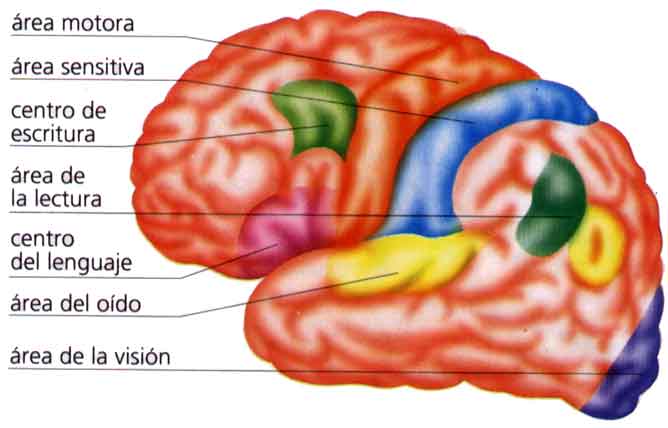 área motora
área sensitiva
centro de
escritura
área de
la lectura
centro
del lenguaje
área del oído
área de la visión